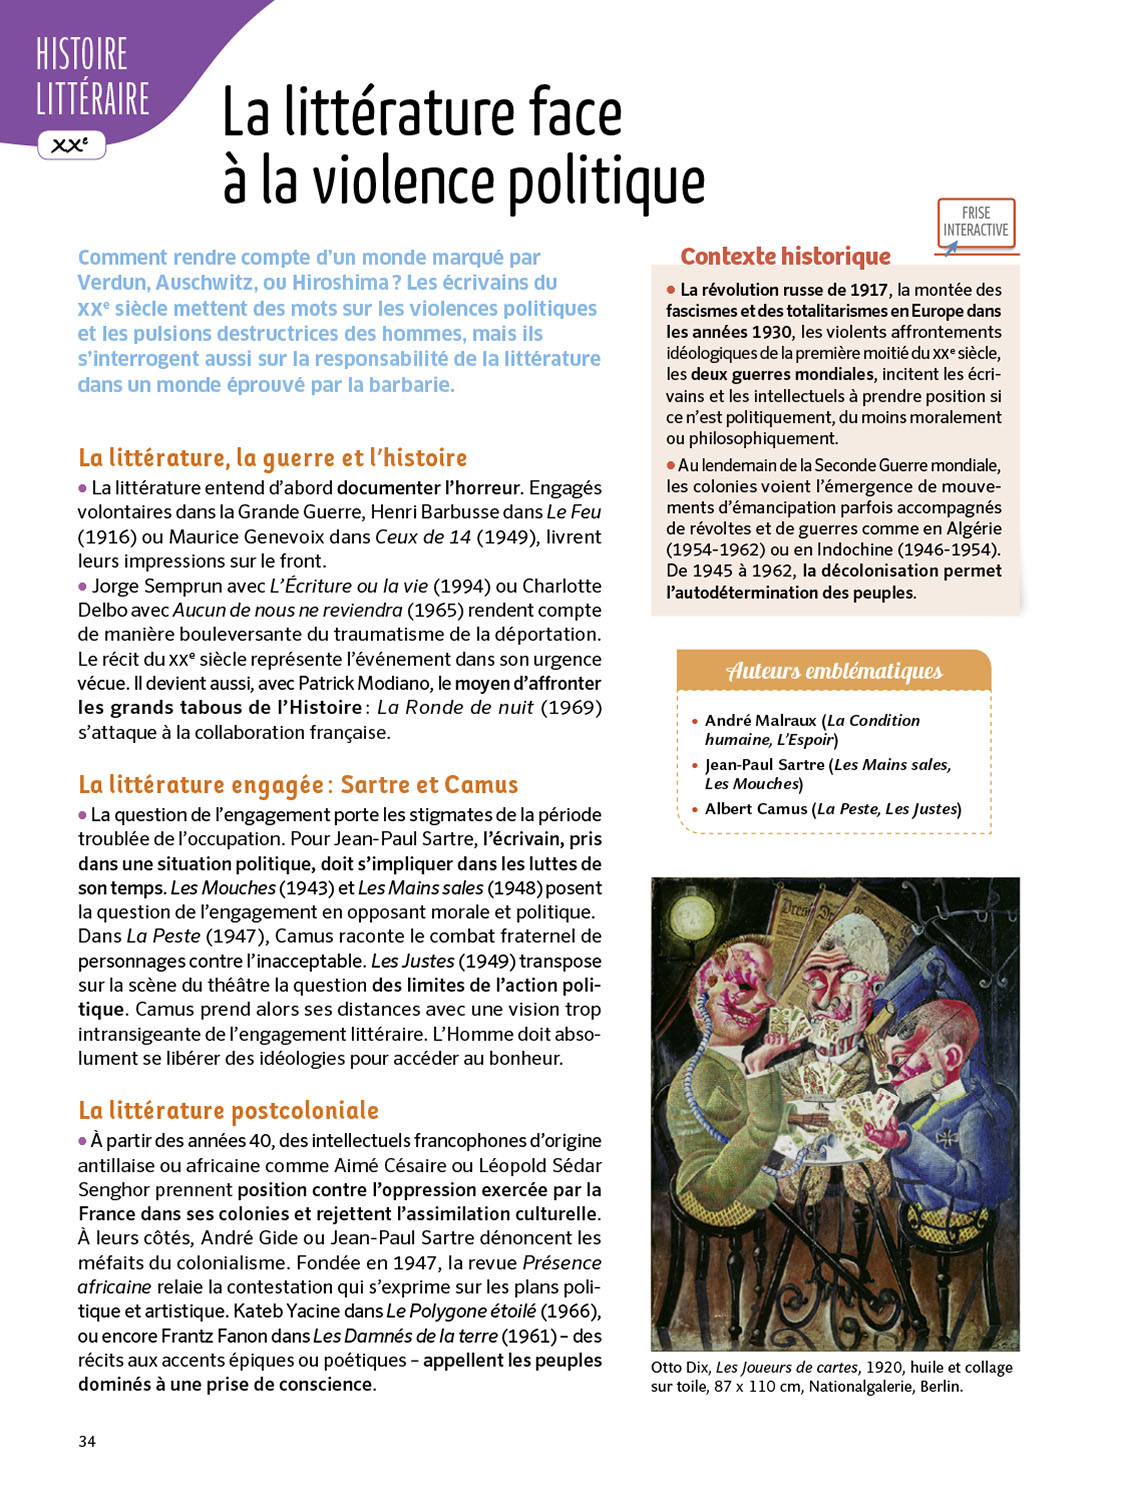 HISTOIRE
LITTÉRAIRE
XXe
La littérature face
à la violence politique
Comment rendre compte d'un monde marqué par
Verdun, Auschwitz, ou Hiroshima ? Les écrivains du
XXe siècle mettent des mots sur les violences politiques
et les pulsions destructrices des hommes, mais ils
s'interrogent aussi sur la responsabilité de la littérature
dans un monde éprouvé par la barbarie.
La littérature, la guerre et l'histoire
• La littérature entend d'abord documenter l'horreur. Engagés
volontaires dans la Grande Guerre, Henri Barbusse dans Le Feu
(1916) ou Maurice Genevoix dans Ceux de 14 (1949), livrent
leurs impressions sur le front.
• Jorge Semprun avec L'Écriture ou la vie (1994) ou Charlotte
Delbo avec Aucun de nous ne reviendra (1965) rendent compte
de manière bouleversante du traumatisme de la déportation.
Le récit du XXe siècle représente l'événement dans son urgence
vécue. Il devient aussi, avec Patrick Modiano, le moyen d'affronter
les grands tabous de l'Histoire : La Ronde de nuit (1969)
s'attaque à la collaboration française.
La littérature engagée : Sartre et Camus
• La question de l'engagement porte les stigmates de la période
troublée de l'occupation. Pour Jean-Paul Sartre, l'écrivain, pris
dans une situation politique, doit s'impliquer dans les luttes de
son temps. Les Mouches (1943) et Les Mains sales (1948) posent
la question de l'engagement en opposant morale et politique.
Dans La Peste (1947), Camus raconte le combat fraternel de
personnages contre l'inacceptable. Les Justes (1949) transpose
sur la scène du théâtre la question des limites de l'action poli-
tique. Camus prend alors ses distances avec une vision trop
intransigeante de l'engagement littéraire. L'Homme doit abso-
lument se libérer des idéologies pour accéder au bonheur.
La littérature postcoloniale
• À partir des années 40, des intellectuels francophones d'origine
antillaise ou africaine comme Aimé Césaire ou Léopold Sédar
Senghor prennent position contre l'oppression exercée par la
France dans ses colonies et rejettent l'assimilation culturelle.
À leurs côtés, André Gide ou Jean-Paul Sartre dénoncent les
méfaits du colonialisme. Fondée en 1947, la revue Présence
africaine relaie la contestation qui s'exprime sur les plans poli-
tique et artistique. Kateb Yacine dans Le Polygone étoilé (1966),
ou encore Frantz Fanon dans Les Damnés de la terre (1961) – des
récits aux accents épiques ou poétiques – appellent les peuples
dominés à une prise de conscience.
34
FRISE
INTERACTIVE
Contexte historique
• La révolution russe de 1917, la montée des
fascismes et des totalitarismes en Europe dans
les années 1930, les violents affrontements
idéologiques de la première moitié du XXe siècle,
les deux guerres mondiales, incitent les écri-
vains et les intellectuels à prendre position si
ce n'est politiquement, du moins moralement
ou philosophiquement.
• Au lendemain de la Seconde Guerre mondiale,
les colonies voient l'émergence de mouve-
ments d'émancipation parfois accompagnés
de révoltes et de guerres comme en Algérie
(1954-1962) ou en Indochine (1946-1954).
De 1945 à 1962, la décolonisation permet
l'autodétermination des peuples.
Auteurs emblématiques
• André Malraux (La Condition
humaine, L'Espoir)
• Jean-Paul Sartre (Les Mains sales,
Les Mouches)
• Albert Camus (La Peste, Les Justes)
Otto Dix, Les Joueurs de cartes, 1920, huile et collage
sur toile, 87 x 110 cm, Nationalgalerie, Berlin.